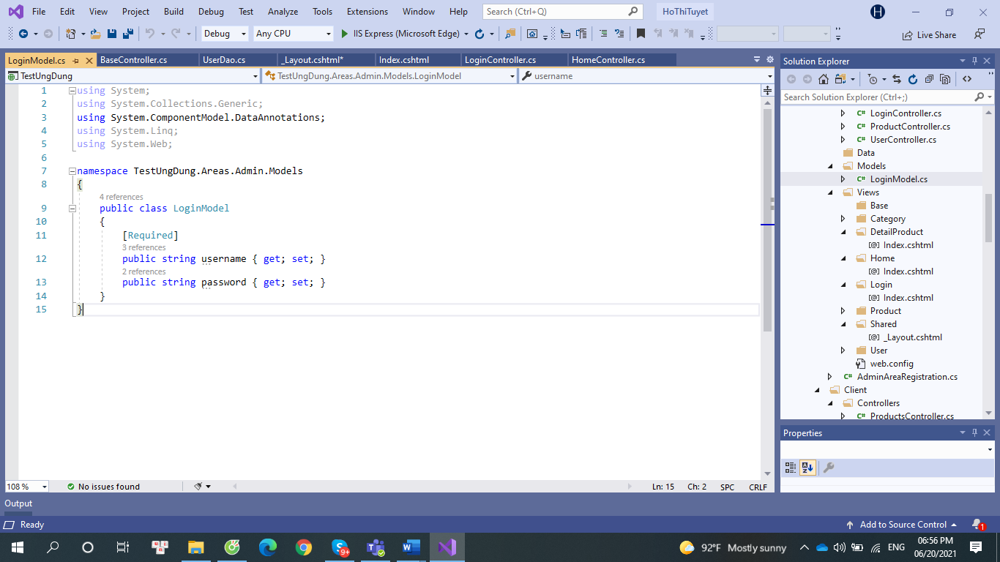 File Edit View Project Build Debug Test Analyze Tools Extensions Window Help Search (Ctrl+Q) HoThiTuyet H
Debug Any CPU IIS Express (Microsoft Edge) Live Share
LoginModel.cs BaseController.cs UserDao.cs _Layout.cshtml* Index.cshtml LoginController.cs HomeController.cs
TestUngDung TestUngDung.Areas.Admin.Models.LoginModel username
1 using System;
2 using System.Collections.Generic;
3 using System.ComponentModel.DataAnnotations;
4 using System.Linq;
5 using System.Web;
6
7 namespace TestUngDung.Areas.Admin.Models
8 {
4 references
9 public class LoginModel
10 {
11 [Required]
3 references
12 public string username { get; set; }
2 references
13 public string password { get; set; }
14 }
15 }
108 % No issues found Ln: 15 Ch: 2 SPC CRLF
Solution Explorer
Search Solution Explorer (Ctrl+;)
C# LoginController.cs
C# ProductController.cs
C# UserController.cs
Data
Models
C# LoginModel.cs
Views
Base
Category
DetailProduct
[@] Index.cshtml
Home
[@] Index.cshtml
Login
[@] Index.cshtml
Product
Shared
[@] _Layout.cshtml
User
web.config
C# AdminAreaRegistration.cs
Client
Controllers
C# ProductsController.cs
Properties
Output
Ready Add to Source Control 1
9+ 92°F Mostly sunny ENG 06:56 PM
06/20/2021